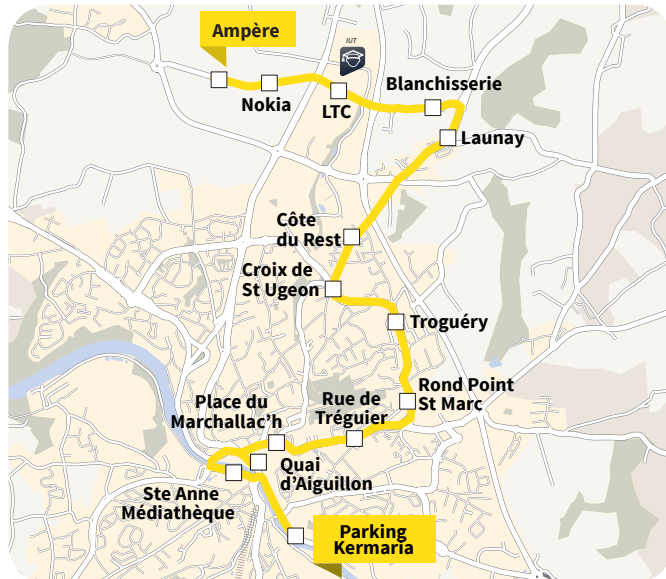 Ampère
IUT
Nokia
LTC
Blanchisserie
Launay
Côte
du Rest
Croix de
St Ugeon
Troguéry
Rond Point
St Marc
Rue de
Tréguier
Place du
Marchallac'h
Quai
d'Aiguillon
Ste Anne
Médiathèque
Parking
Kermaria